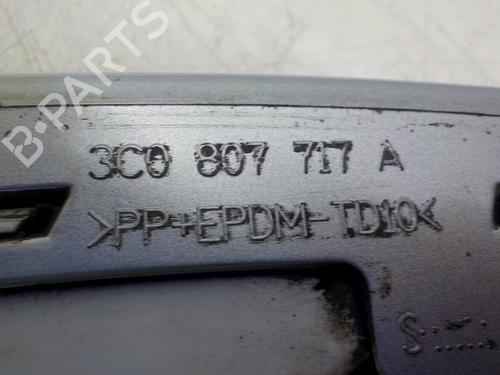 B-PARTS
3C0 807 717 A
>PP+EPDM-TD10<
S